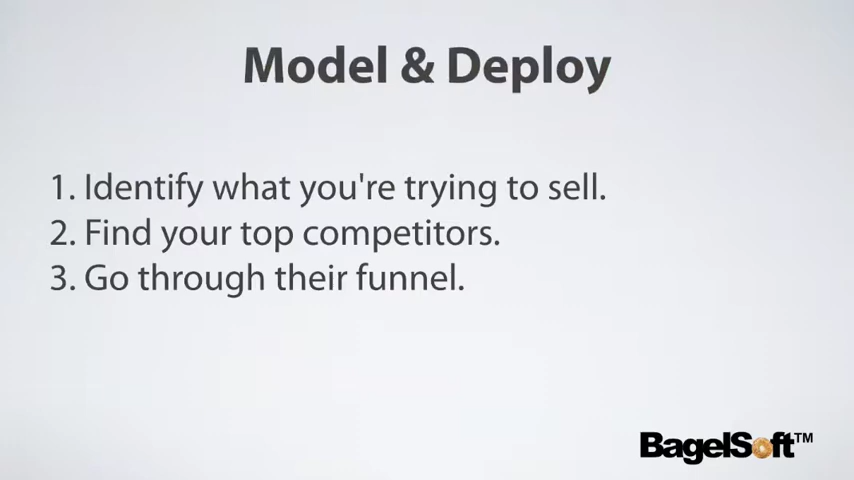 Model & Deploy
1. Identify what you're trying to sell.
2. Find your top competitors.
3. Go through their funnel.
BagelSoft™